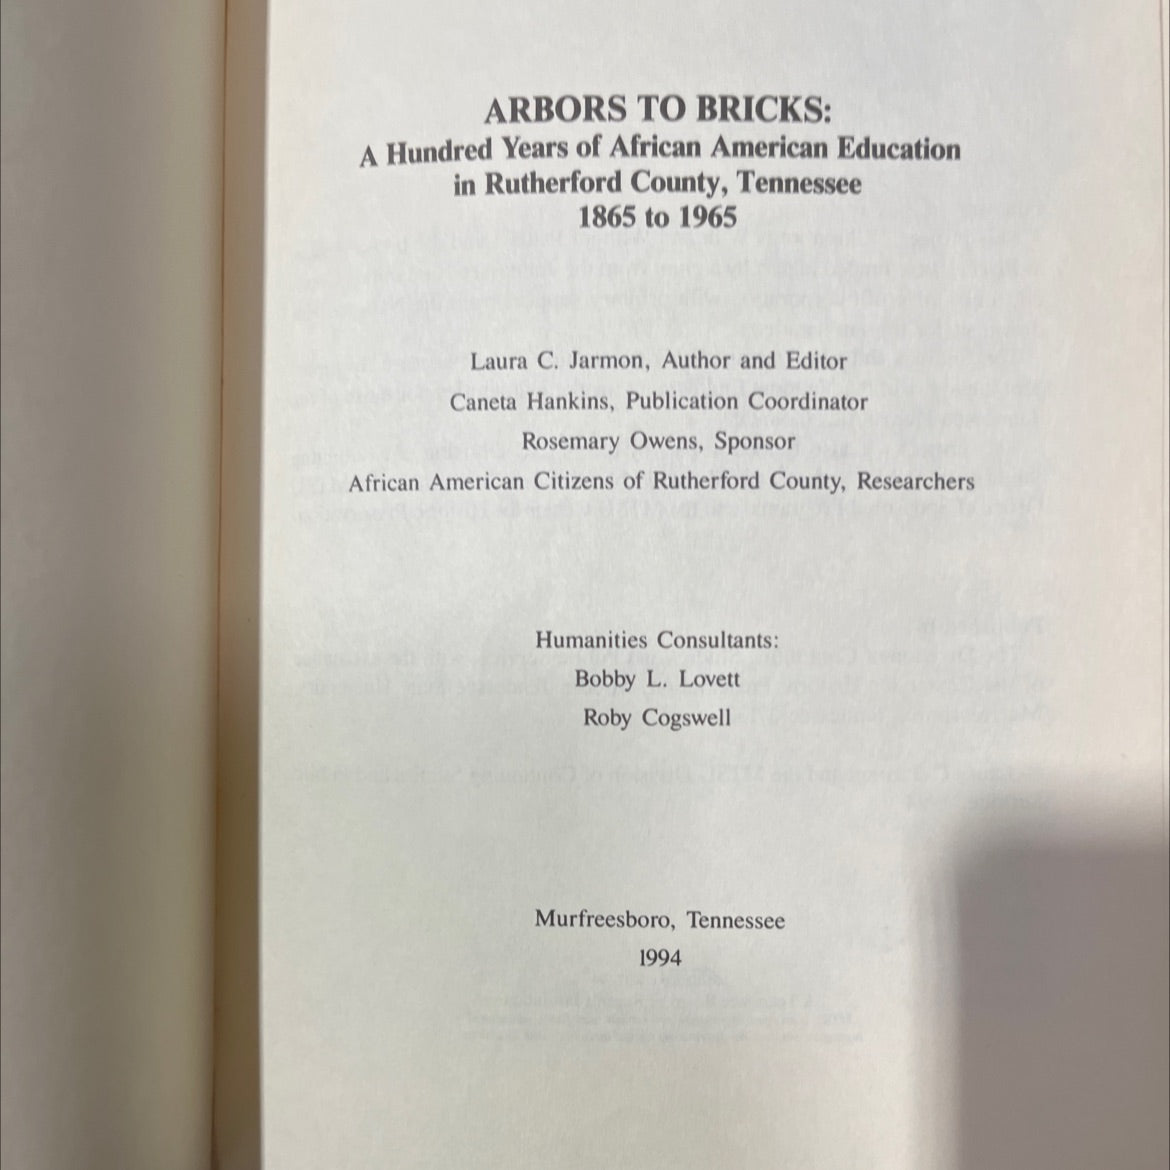 ARBORS TO BRICKS:
A Hundred Years of African American Education
in Rutherford County, Tennessee
1865 to 1965
Laura C. Jarmon, Author and Editor
Caneta Hankins, Publication Coordinator
Rosemary Owens, Sponsor
African American Citizens of Rutherford County, Researchers
Humanities Consultants:
Bobby L. Lovett
Roby Cogswell
Murfreesboro, Tennessee
1994